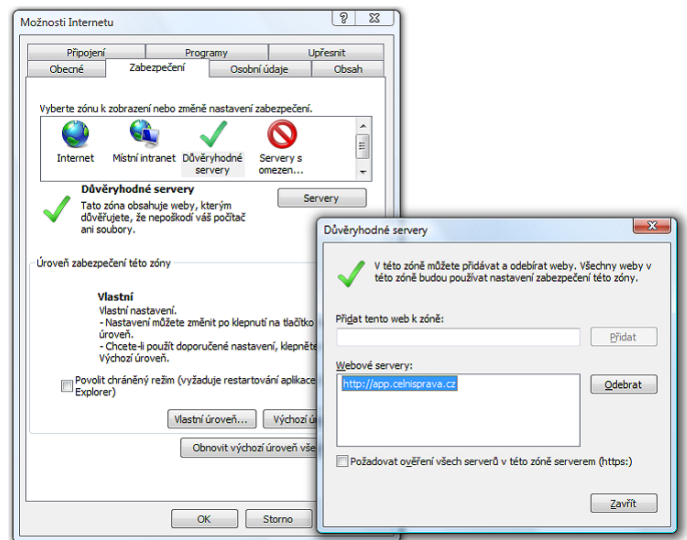 Možnosti Internetu
Připojení
Programy
Upřesnit
Obecné
Zabezpečení
Osobní údaje
Obsah
Vyberte zónu k zobrazení nebo změně nastavení zabezpečení.
Internet
Místní intranet
Důvěryhodné
servery
Servery s
omezen...
Důvěryhodné servery
Tato zóna obsahuje weby, kterým
důvěřujete, že nepoškodí váš počítač
ani soubory.
Servery
Úroveň zabezpečení této zóny
Vlastní
Vlastní nastavení.
- Nastavení můžete změnit po klepnutí na tlačítko
úroveň.
- Chcete-li použít doporučené nastavení, klepněte
Výchozí úroveň.
Povolit chráněný režim (vyžaduje restartování aplikace
Explorer)
Vlastní úroveň...
Výchozí ú
Obnovit výchozí úroveň vše
OK
Storno
Důvěryhodné servery
V této zóně můžete přidávat a odebírat weby. Všechny weby v
této zóně budou používat nastavení zabezpečení této zóny.
Přidat tento web k zóně:
Přidat
Webové servery:
http://app.celnisprava.cz
Odebrat
Požadovat ověření všech serverů v této zóně serverem (https:)
Zavřít